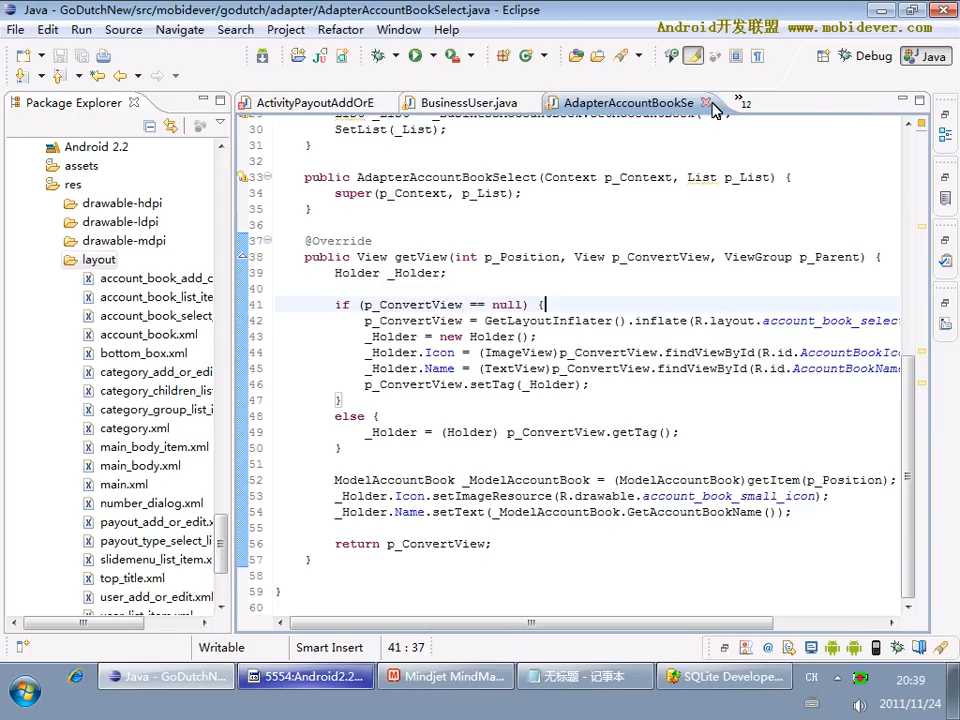 Java - GoDutchNew/src/mobidever/godutch/adapter/AdapterAccountBookSelect.java - Eclipse
File Edit Run Source Navigate Search Project Refactor Window Help
Android开发联盟 www.mobidever.com
Debug Java
Package Explorer
ActivityPayoutAddOrE BusinessUser.java AdapterAccountBookSe 12
Android 2.2
assets
res
drawable-hdpi
drawable-ldpi
drawable-mdpi
layout
account_book_add_c
account_book_list_ite
account_book_select_
account_book.xml
bottom_box.xml
category_add_or_edi
category_children_lis
category_group_list_i
category.xml
main_body_item.xml
main_body.xml
main.xml
number_dialog.xml
payout_add_or_edit.x
payout_type_select_li
slidemenu_list_item.x
top_title.xml
user_add_or_edit.xml
30 SetList(_List);
31 }
32
33 public AdapterAccountBookSelect(Context p_Context, List p_List) {
34 super(p_Context, p_List);
35 }
36
37 @Override
38 public View getView(int p_Position, View p_ConvertView, ViewGroup p_Parent) {
39 Holder _Holder;
40
41 if (p_ConvertView == null) {
42 p_ConvertView = GetLayoutInflater().inflate(R.layout.account_book_selec
43 _Holder = new Holder();
44 _Holder.Icon = (ImageView)p_ConvertView.findViewById(R.id.AccountBookIc
45 _Holder.Name = (TextView)p_ConvertView.findViewById(R.id.AccountBookNam
46 p_ConvertView.setTag(_Holder);
47 }
48 else {
49 _Holder = (Holder) p_ConvertView.getTag();
50 }
51
52 ModelAccountBook _ModelAccountBook = (ModelAccountBook)getItem(p_Position);
53 _Holder.Icon.setImageResource(R.drawable.account_book_small_icon);
54 _Holder.Name.setText(_ModelAccountBook.GetAccountBookName());
55
56 return p_ConvertView;
57 }
58
59 }
60
Writable Smart Insert 41 : 37
Java - GoDutchN... 5554:Android2.2... Mindjet MindMa... 无标题 - 记事本 SQLite Develope... CH 20:39
2011/11/24